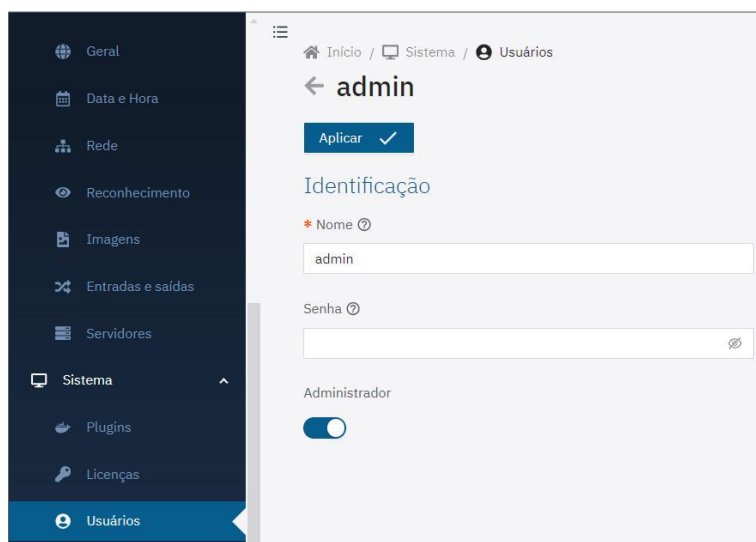 Geral
Data e Hora
Rede
Reconhecimento
Imagens
Entradas e saídas
Servidores
Sistema
Plugins
Licenças
Usuários
Início / Sistema / Usuários
admin
Aplicar
Identificação
* Nome
admin
Senha
Administrador